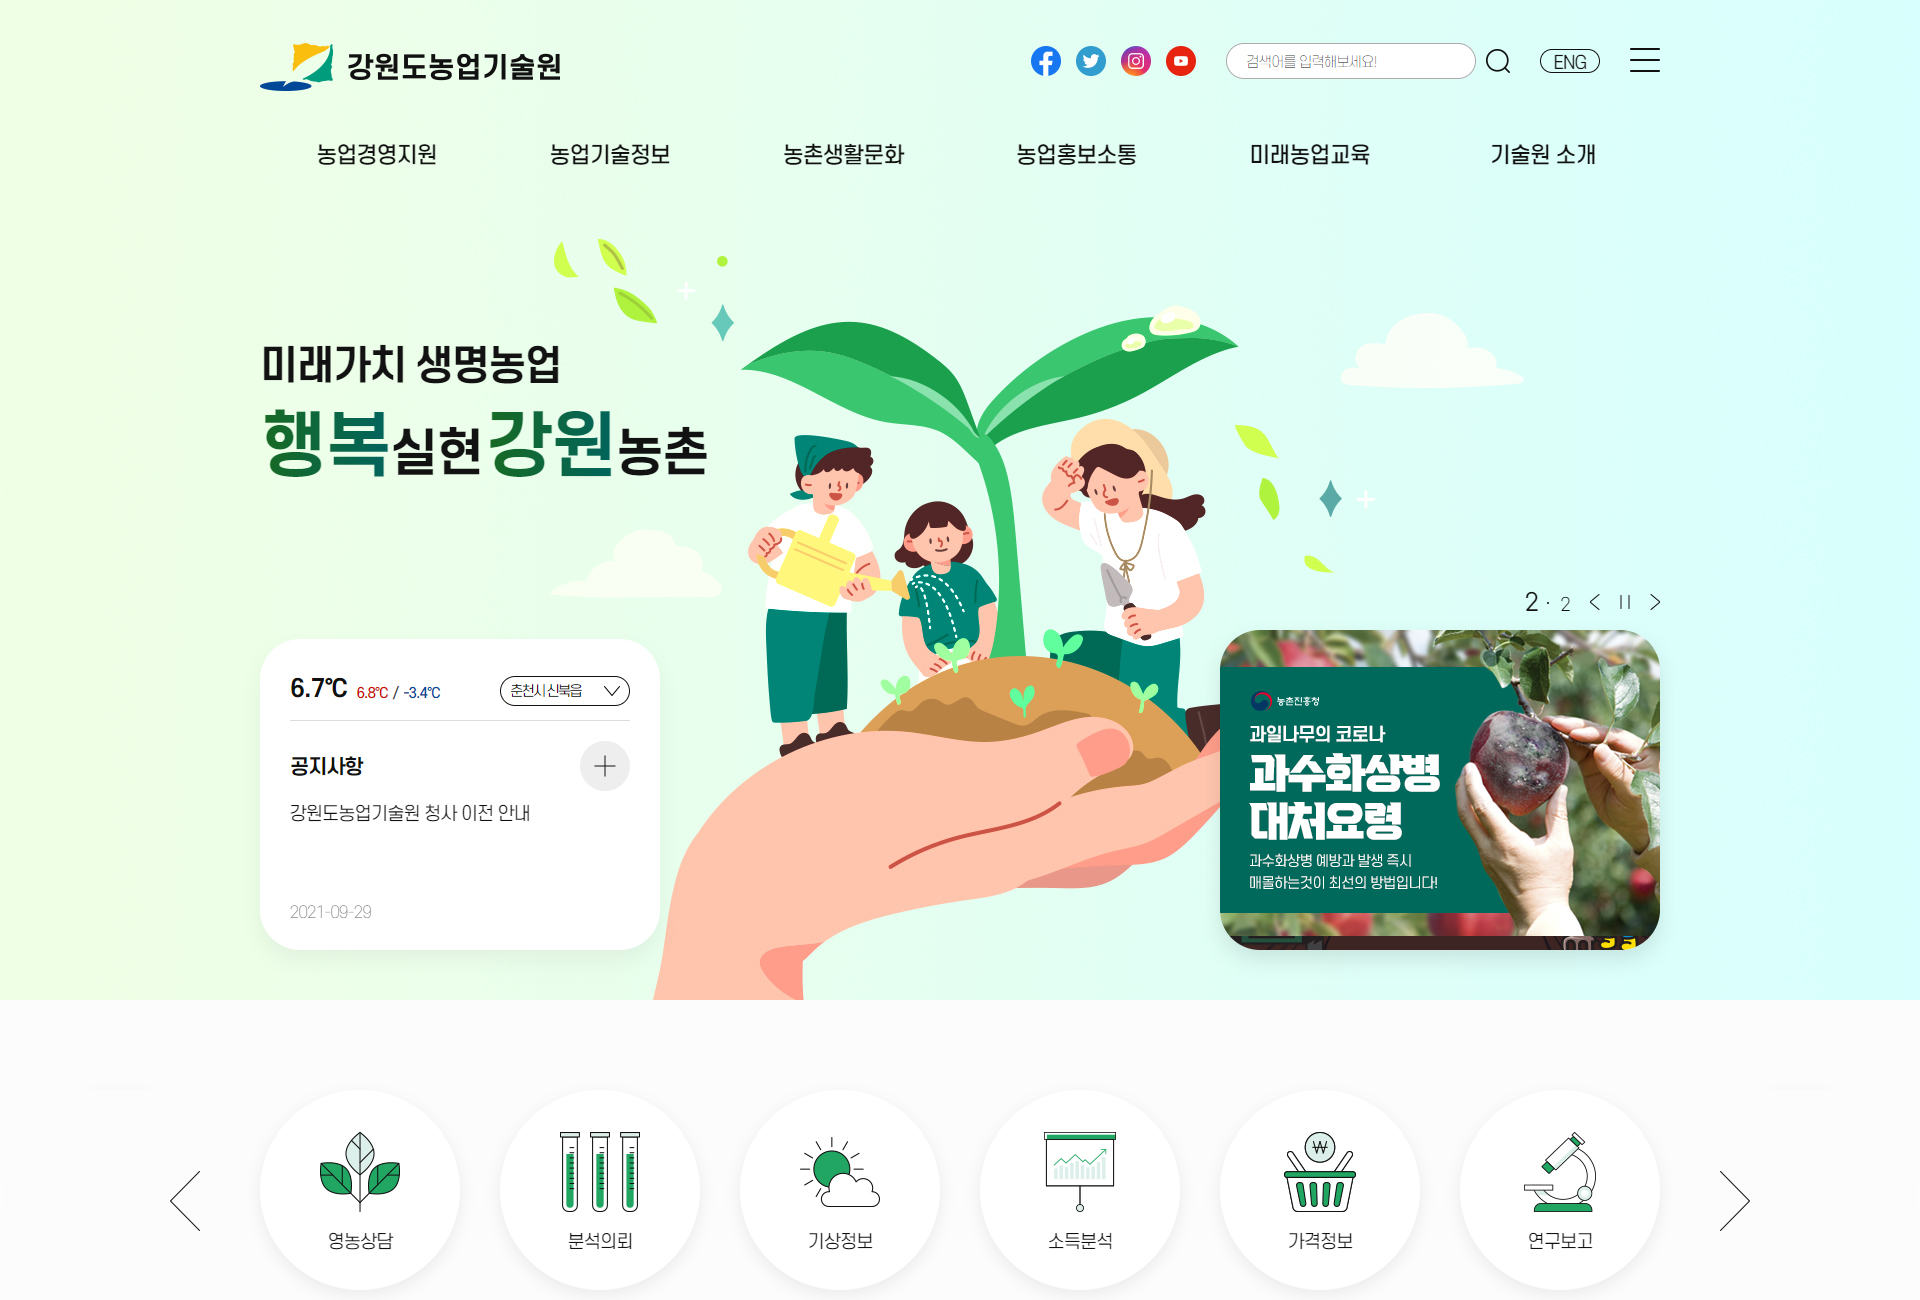 강원도농업기술원
검색어를 입력해보세요!
ENG
농업경영지원
농업기술정보
농촌생활문화
농업홍보소통
미래농업교육
기술원 소개
미래가치 생명농업
행복실현강원농촌
2 · 2
6.7℃ 6.8℃ / -3.4℃
춘천시 신북읍
공지사항
강원도농업기술원 청사 이전 안내
2021-09-29
농촌진흥청
과일나무의 코로나
과수화상병
대처요령
과수화상병 예방과 발생 즉시
매몰하는것이 최선의 방법입니다!
영농상담
분석의뢰
기상정보
소득분석
가격정보
연구보고